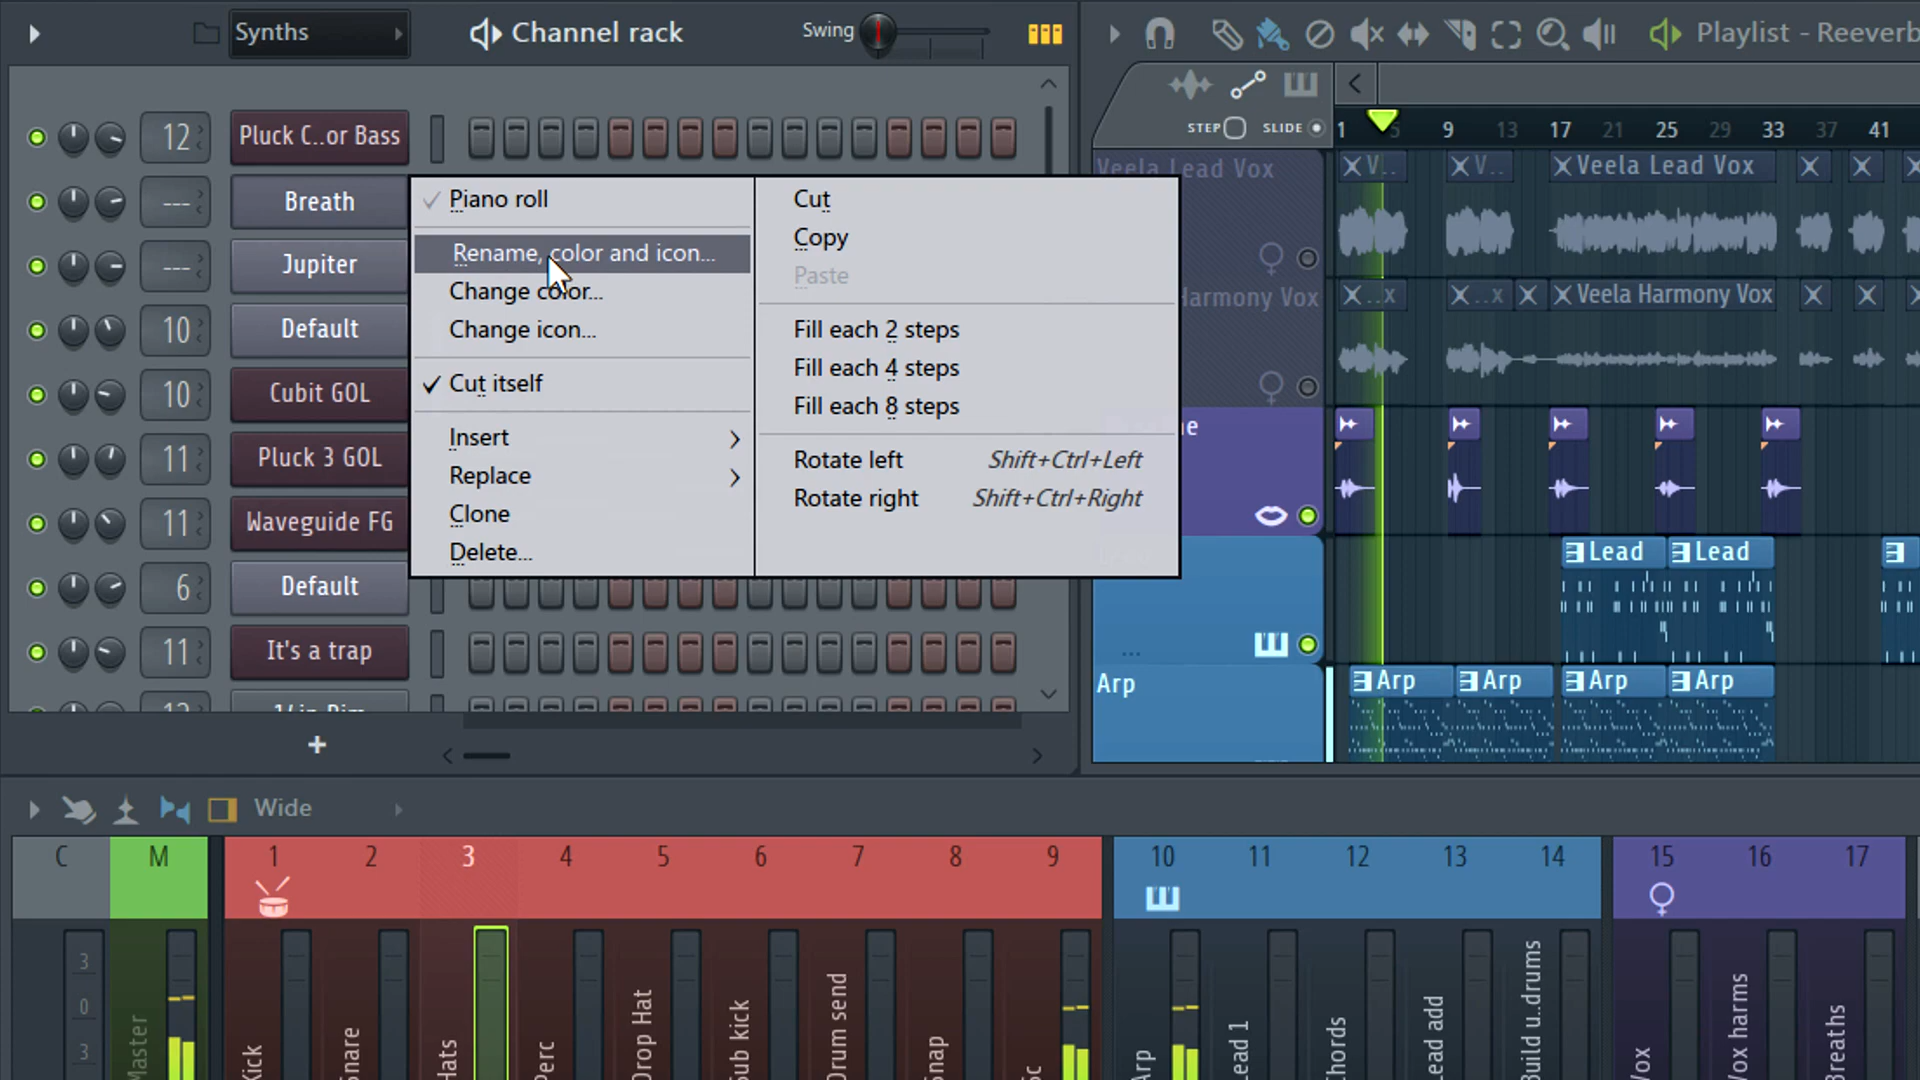 Synths
Channel rack
Swing
Playlist - Reeverb
STEP
SLIDE
1 5 9 13 17 21 25 29 33 37 41
12 Pluck C..or Bass
--- Breath
--- Jupiter
10 Default
10 Cubit GOL
11 Pluck 3 GOL
11 Waveguide FG
6 Default
11 It's a trap
Piano roll
Rename, color and icon...
Change color...
Change icon...
Cut itself
Insert
Replace
Clone
Delete...
Cut
Copy
Paste
Fill each 2 steps
Fill each 4 steps
Fill each 8 steps
Rotate left Shift+Ctrl+Left
Rotate right Shift+Ctrl+Right
Veela Lead Vox
V..
V..
Veela Lead Vox
Harmony Vox
..x
..x
Veela Harmony Vox
Lead
Lead
...
Arp
Arp
Arp
Arp
Arp
+
Wide
C M 1 2 3 4 5 6 7 8 9 10 11 12 13 14 15 16 17
3
0
3
Master
Kick
Snare
Hats
Perc
Drop Hat
Sub kick
Drum send
Snap
Sc
Arp
Lead 1
Chords
Lead add
Build u..drums
Vox
Vox harms
Breaths